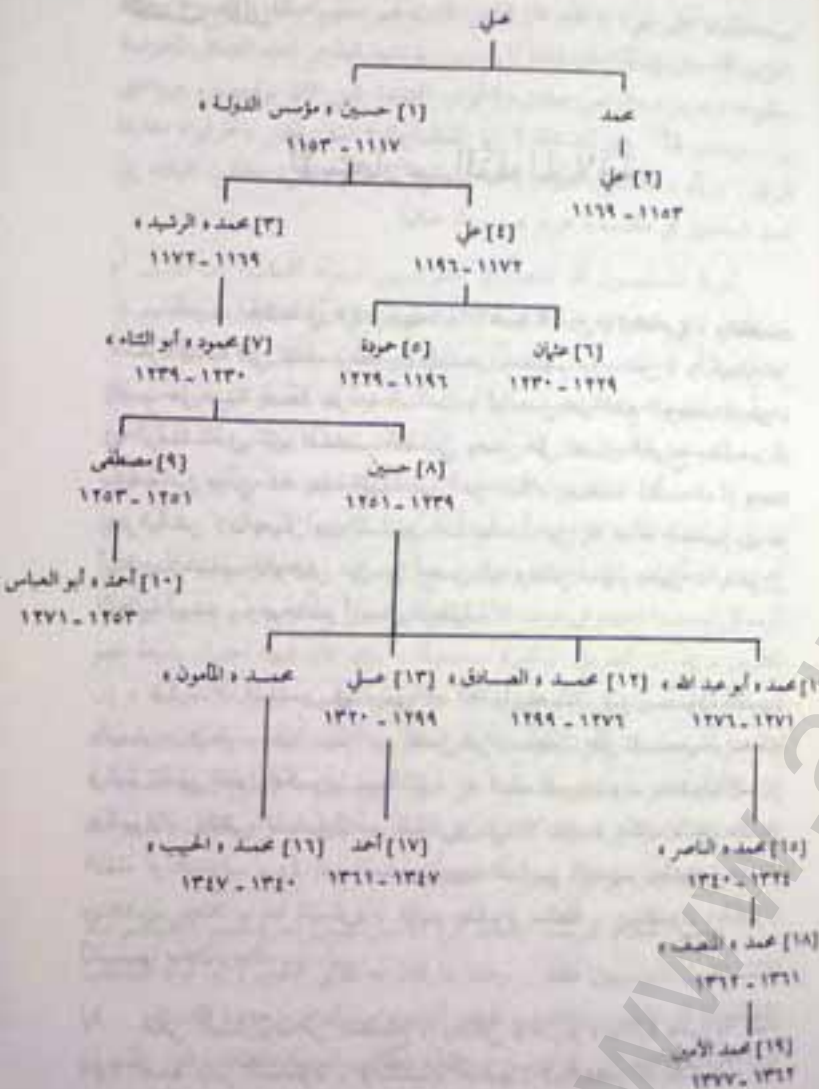 علي
[١] حسين « مؤسس الدولة »
محمد
١١١٧ - ١١٥٣
[٢] علي
١١٥٣ - ١١٦٩
[٣] محمد « الرشيد »
[٤] علي
١١٦٩ - ١١٧٢
١١٧٢ - ١١٩٦
[٧] محمود « أبو الثناء »
[٥] حمودة
[٦] عثمان
١٢٣٠ - ١٢٣٩
١١٩٦ - ١٢٢٩
١٢٢٩ - ١٢٣٠
[٩] مصطفى
[٨] حسين
١٢٥١ - ١٢٥٣
١٢٣٩ - ١٢٥١
[١٠] أحمد « أبو العباس
١٢٥٣ - ١٢٧١
محمد « أبو عبد الله »
[١٢] محمد « الصادق »
[١٣] علي
محمد « المأمون »
١٢٧١ - ١٢٧٦
١٢٧٦ - ١٢٩٩
١٢٩٩ - ١٣٢٠
[١٥] محمد « الناصر »
[١٧] أحمد
[١٦] محمد « الحبيب »
١٣٢٤ - ١٣٤٠
١٣٤٧ - ١٣٦١
١٣٤٠ - ١٣٤٧
[١٨] محمد « المنصف »
١٣٦١ - ١٣٦٢
[١٩] محمد الأمين
١٣٦٢ - ١٣٧٧
www.